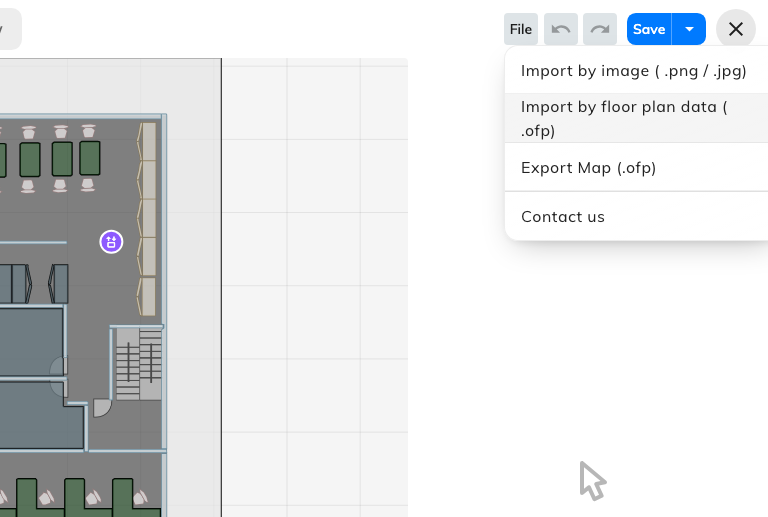 File
Save
Import by image ( .png / .jpg)
Import by floor plan data (
.ofp)
Export Map (.ofp)
Contact us